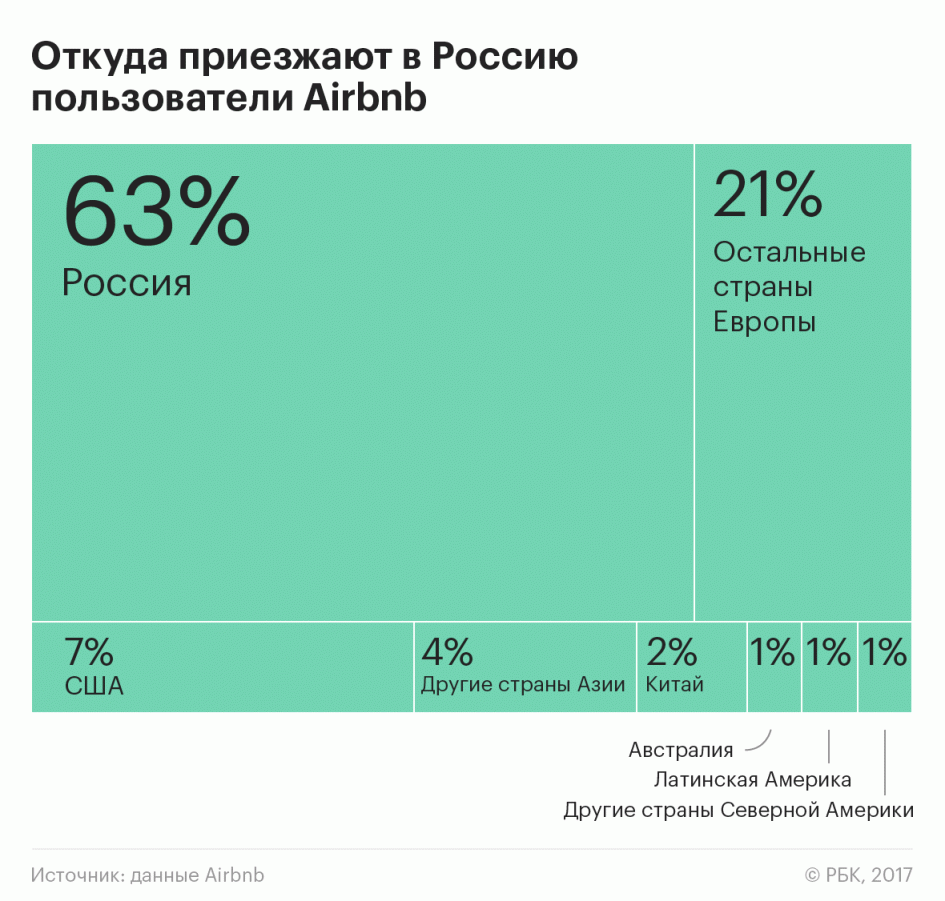 Откуда приезжают в Россию
пользователи Airbnb
63%
Россия
21%
Остальные
страны
Европы
7%
США
4%
Другие страны Азии
2%
Китай
1%
1%
1%
Австралия
Латинская Америка
Другие страны Северной Америки
Источник: данные Airbnb
© РБК, 2017